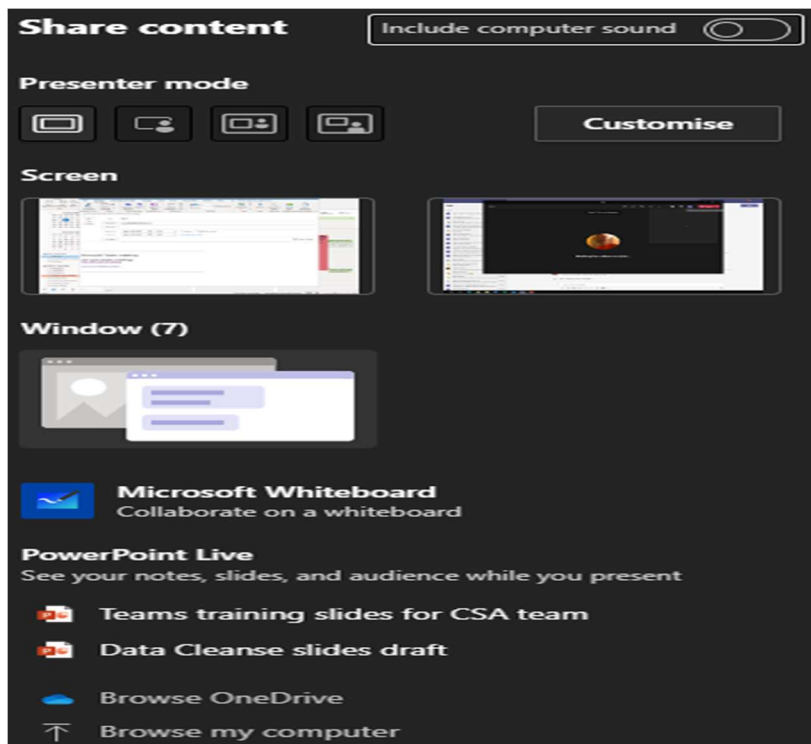 Share content
Include computer sound
Presenter mode
Customise
Screen
Window (7)
Microsoft Whiteboard
Collaborate on a whiteboard
PowerPoint Live
See your notes, slides, and audience while you present
Teams training slides for CSA team
Data Cleanse slides draft
Browse OneDrive
Browse my computer